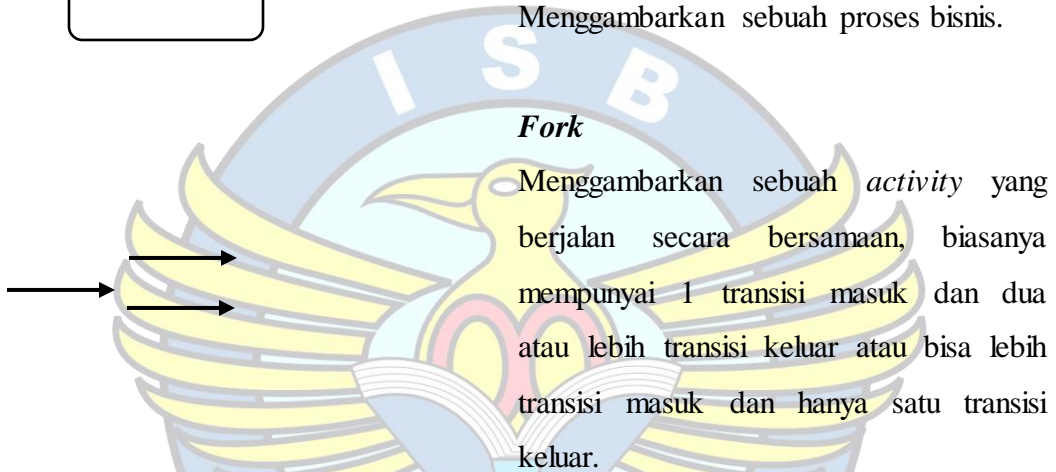 Menggambarkan sebuah proses bisnis.
I S B
Fork
Menggambarkan sebuah activity yang
berjalan secara bersamaan, biasanya
mempunyai 1 transisi masuk dan dua
atau lebih transisi keluar atau bisa lebih
transisi masuk dan hanya satu transisi
keluar.